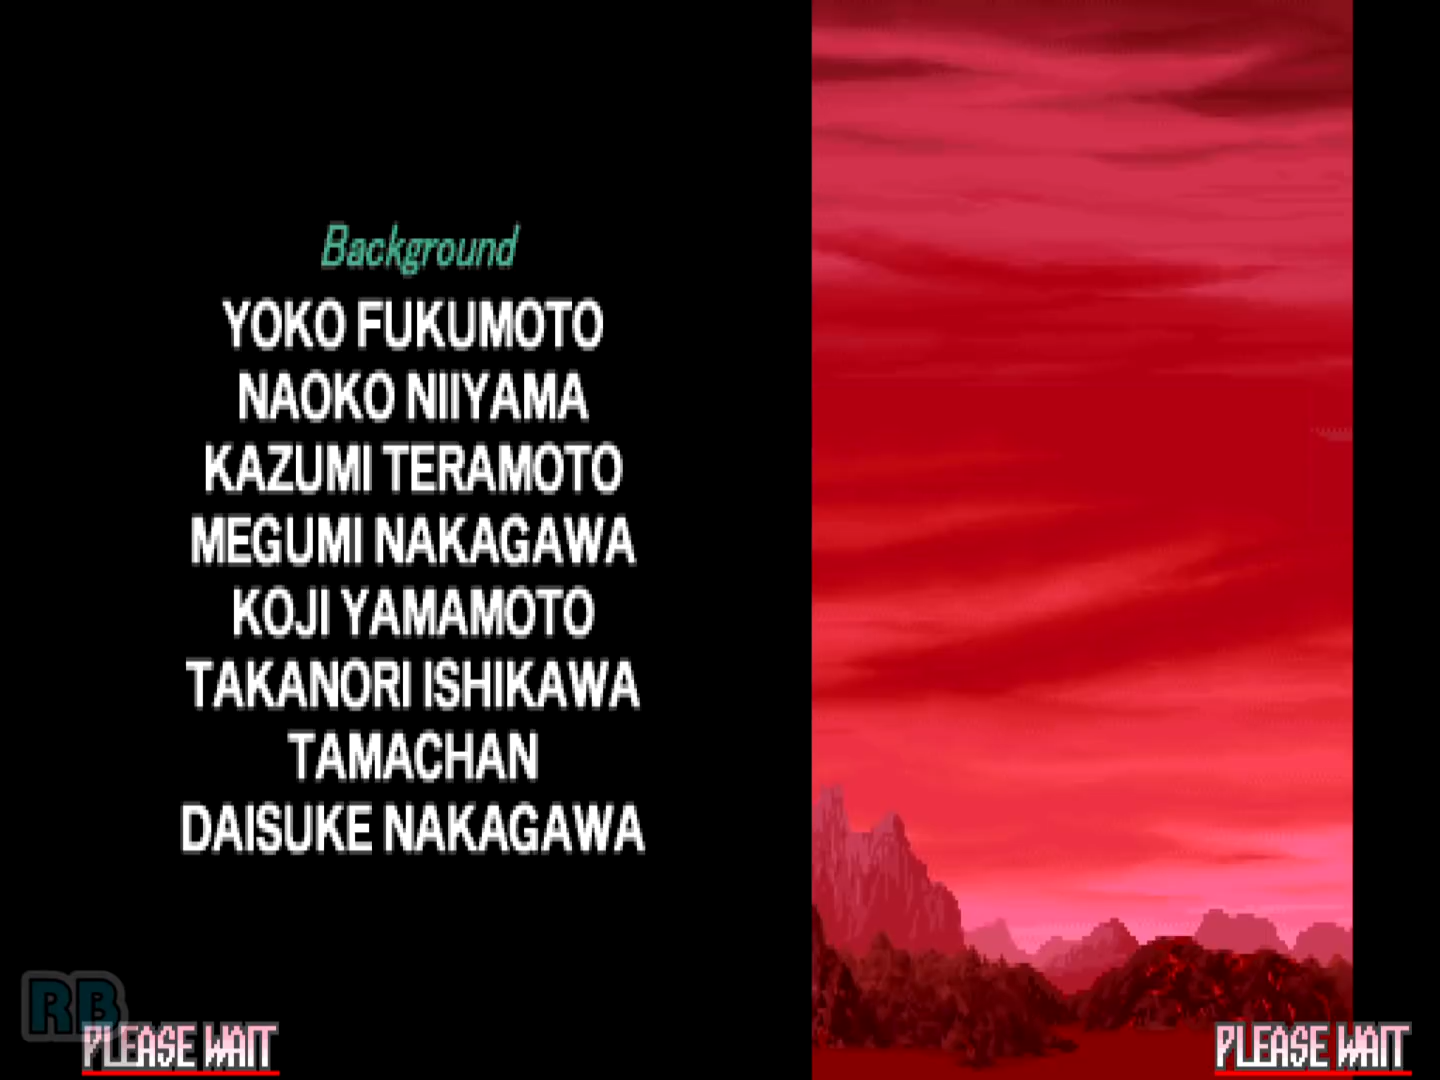 Background
YOKO FUKUMOTO
NAOKO NIIYAMA
KAZUMI TERAMOTO
MEGUMI NAKAGAWA
KOJI YAMAMOTO
TAKANORI ISHIKAWA
TAMACHAN
DAISUKE NAKAGAWA
RB
PLEASE WAIT
PLEASE WAIT